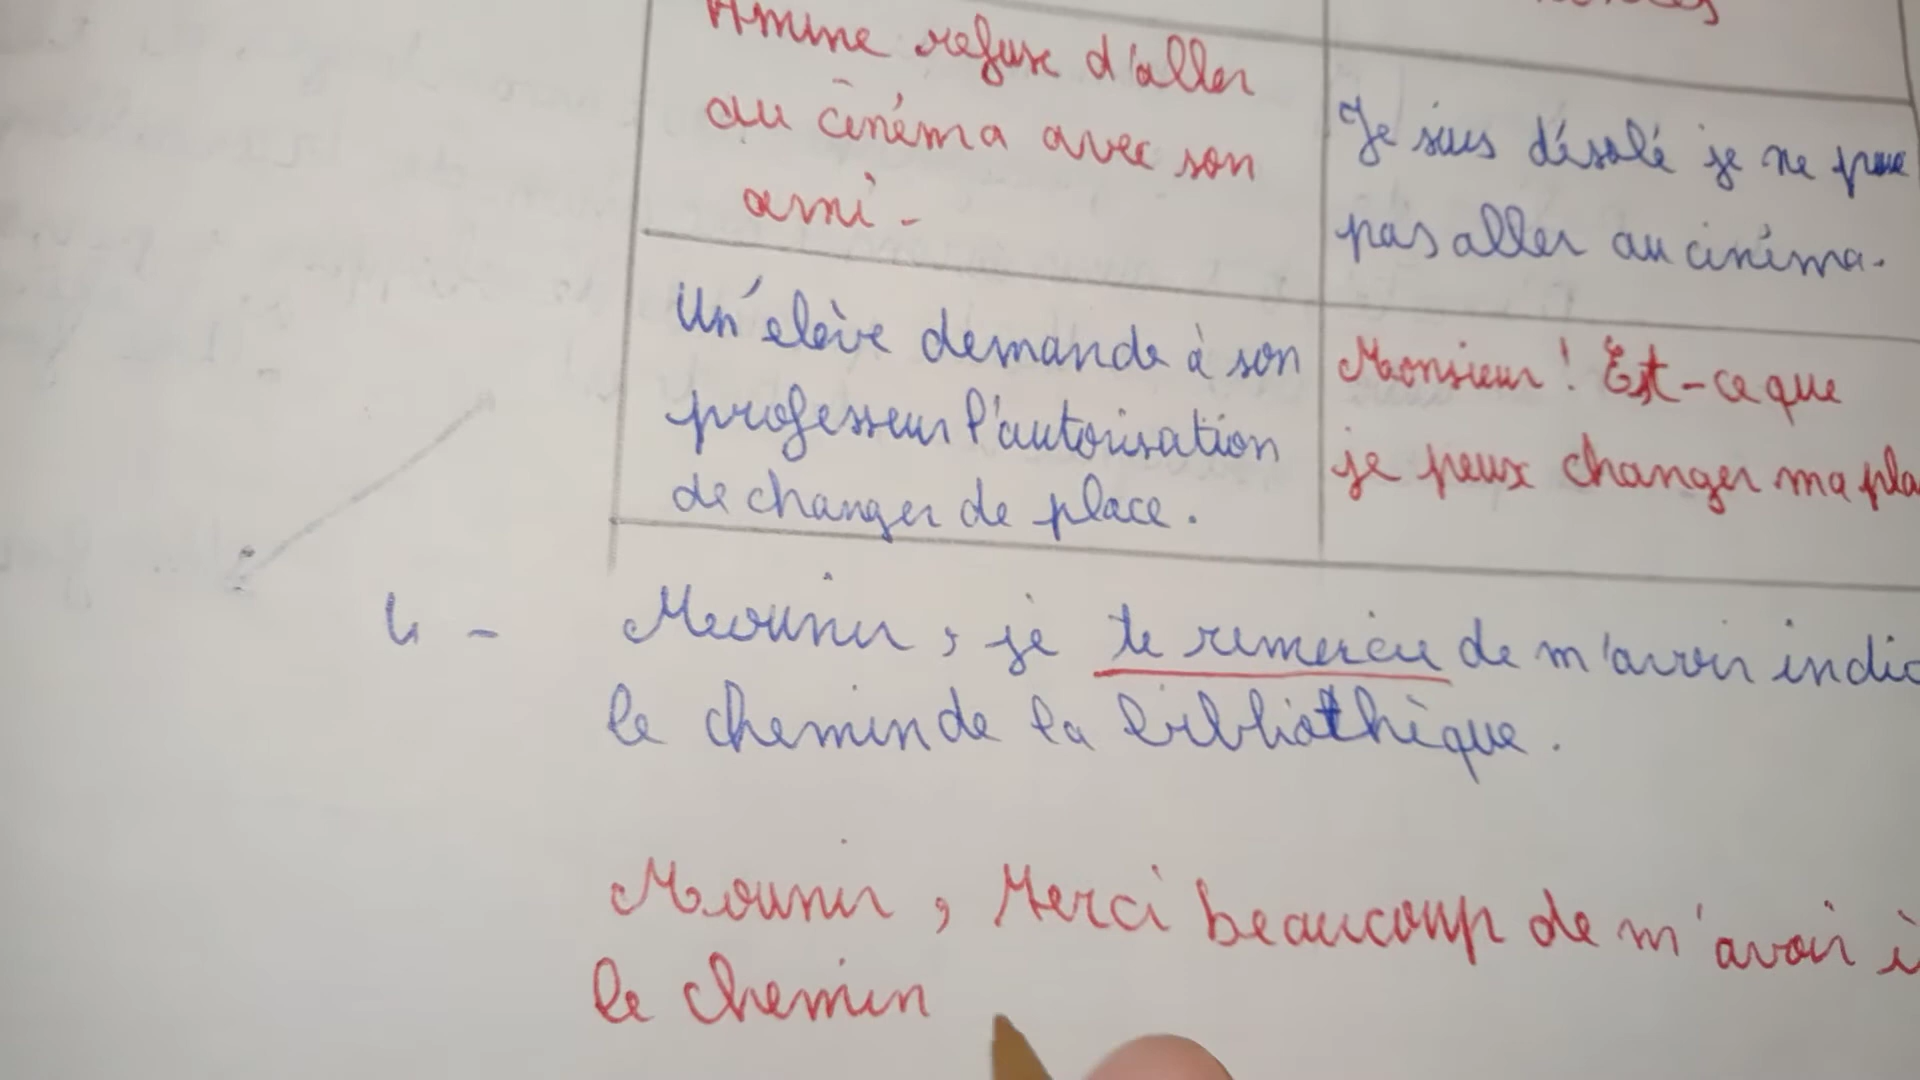 Amine refuse d'aller
au cinéma avec son
ami -
Je suis désolé je ne peux
pas aller au cinéma.
Un élève demande à son
professeur l'autorisation
de changer de place.
Monsieur ! Est-ce que
je peux changer ma pla
4 - Mounir, je te remercie de m'avoir indiq
le chemin de la bibliothèque.
Mounir, Merci beaucoup de m'avoir i
le chemin